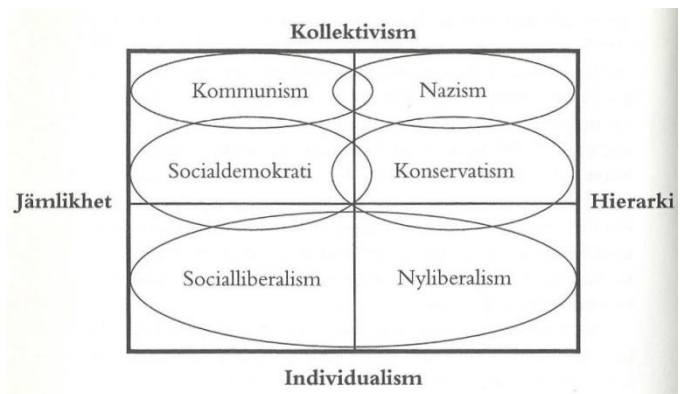 Kollektivism
Kommunism Nazism
Socialdemokrati Konservatism
Jämlikhet Hierarki
Socialliberalism Nyliberalism
Individualism